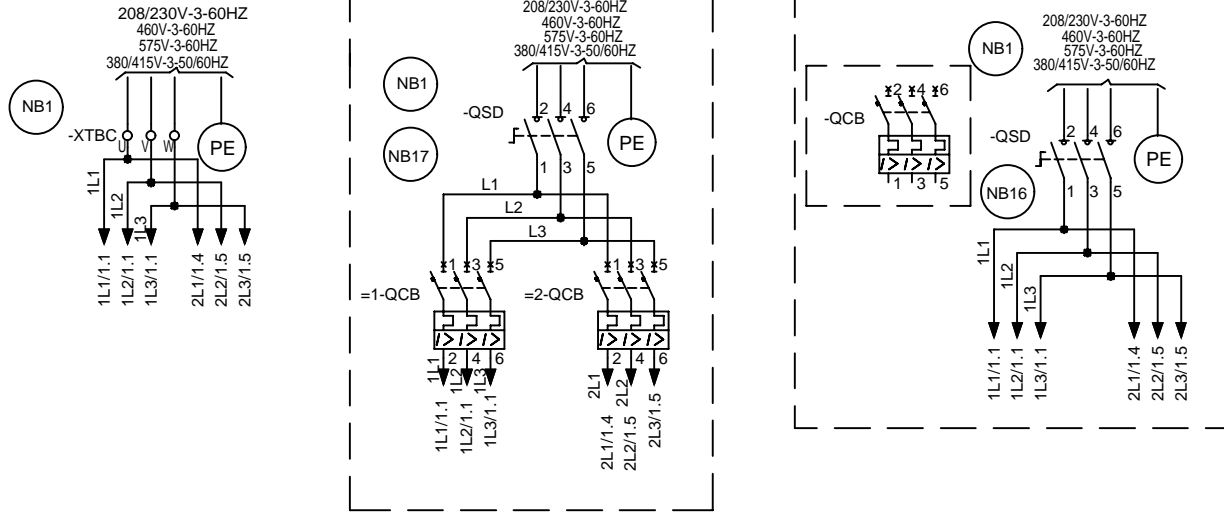 208/230V-3-60HZ
460V-3-60HZ
575V-3-60HZ
380/415V-3-50/60HZ
NB1
-XTBC
U
V
W
PE
1L1
1L2
1L3
1L1/1.1
1L2/1.1
1L3/1.1
2L1/1.4
2L2/1.5
2L3/1.5
208/230V-3-60HZ
460V-3-60HZ
575V-3-60HZ
380/415V-3-50/60HZ
NB1
NB17
-QSD
2 4 6
PE
1 3 5
L1
L2
L3
1 3 5
1 3 5
=1-QCB
=2-QCB
I> I> I>
I> I> I>
2 4 6
2 4 6
1L1
1L2
1L3
2L1
2L2
1L1/1.1
1L2/1.1
1L3/1.1
2L1/1.4
2L2/1.5
2L3/1.5
208/230V-3-60HZ
460V-3-60HZ
575V-3-60HZ
380/415V-3-50/60HZ
NB1
2 4 6
-QCB
I> I> I>
1 3 5
-QSD
2 4 6
PE
NB16
1 3 5
1L1
1L2
1L3
1L1/1.1
1L2/1.1
1L3/1.1
2L1/1.4
2L2/1.5
2L3/1.5